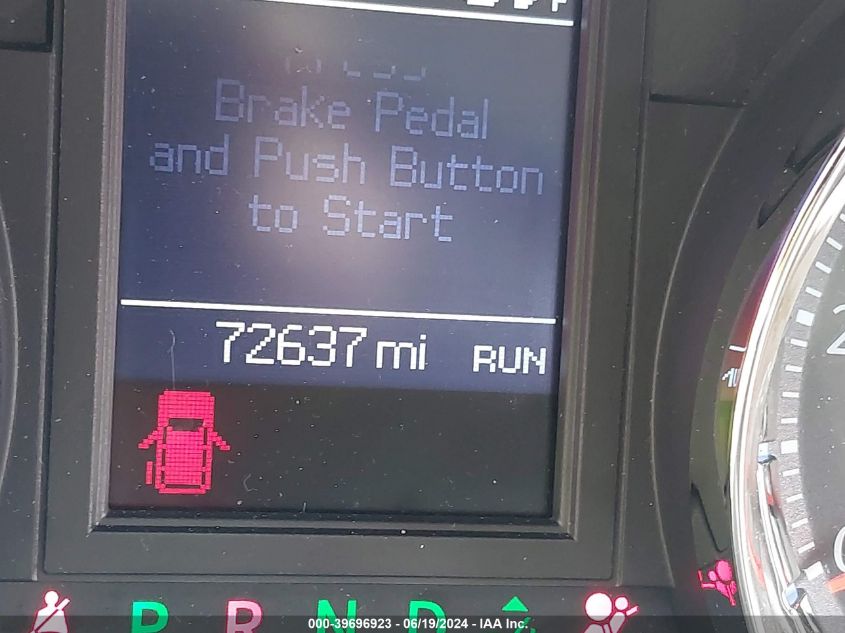 Brake Pedal
and Push Button
to Start
72637 mi RUN
P R N D
000-39696923 - 06/19/2024 - IAA Inc.